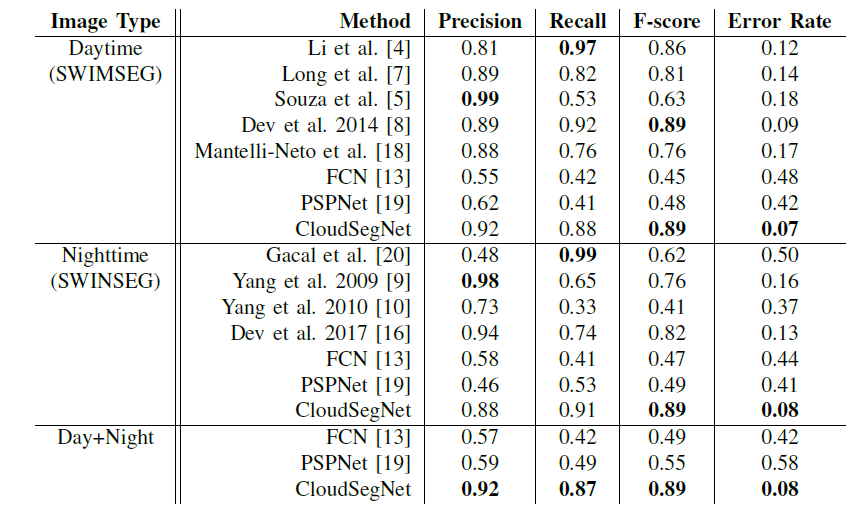 Image Type Method Precision Recall F-score Error Rate
Daytime Li et al. [4] 0.81 0.97 0.86 0.12
(SWIMSEG) Long et al. [7] 0.89 0.82 0.81 0.14
Souza et al. [5] 0.99 0.53 0.63 0.18
Dev et al. 2014 [8] 0.89 0.92 0.89 0.09
Mantelli-Neto et al. [18] 0.88 0.76 0.76 0.17
FCN [13] 0.55 0.42 0.45 0.48
PSPNet [19] 0.62 0.41 0.48 0.42
CloudSegNet 0.92 0.88 0.89 0.07
Nighttime Gacal et al. [20] 0.48 0.99 0.62 0.50
(SWINSEG) Yang et al. 2009 [9] 0.98 0.65 0.76 0.16
Yang et al. 2010 [10] 0.73 0.33 0.41 0.37
Dev et al. 2017 [16] 0.94 0.74 0.82 0.13
FCN [13] 0.58 0.41 0.47 0.44
PSPNet [19] 0.46 0.53 0.49 0.41
CloudSegNet 0.88 0.91 0.89 0.08
Day+Night FCN [13] 0.57 0.42 0.49 0.42
PSPNet [19] 0.59 0.49 0.55 0.58
CloudSegNet 0.92 0.87 0.89 0.08